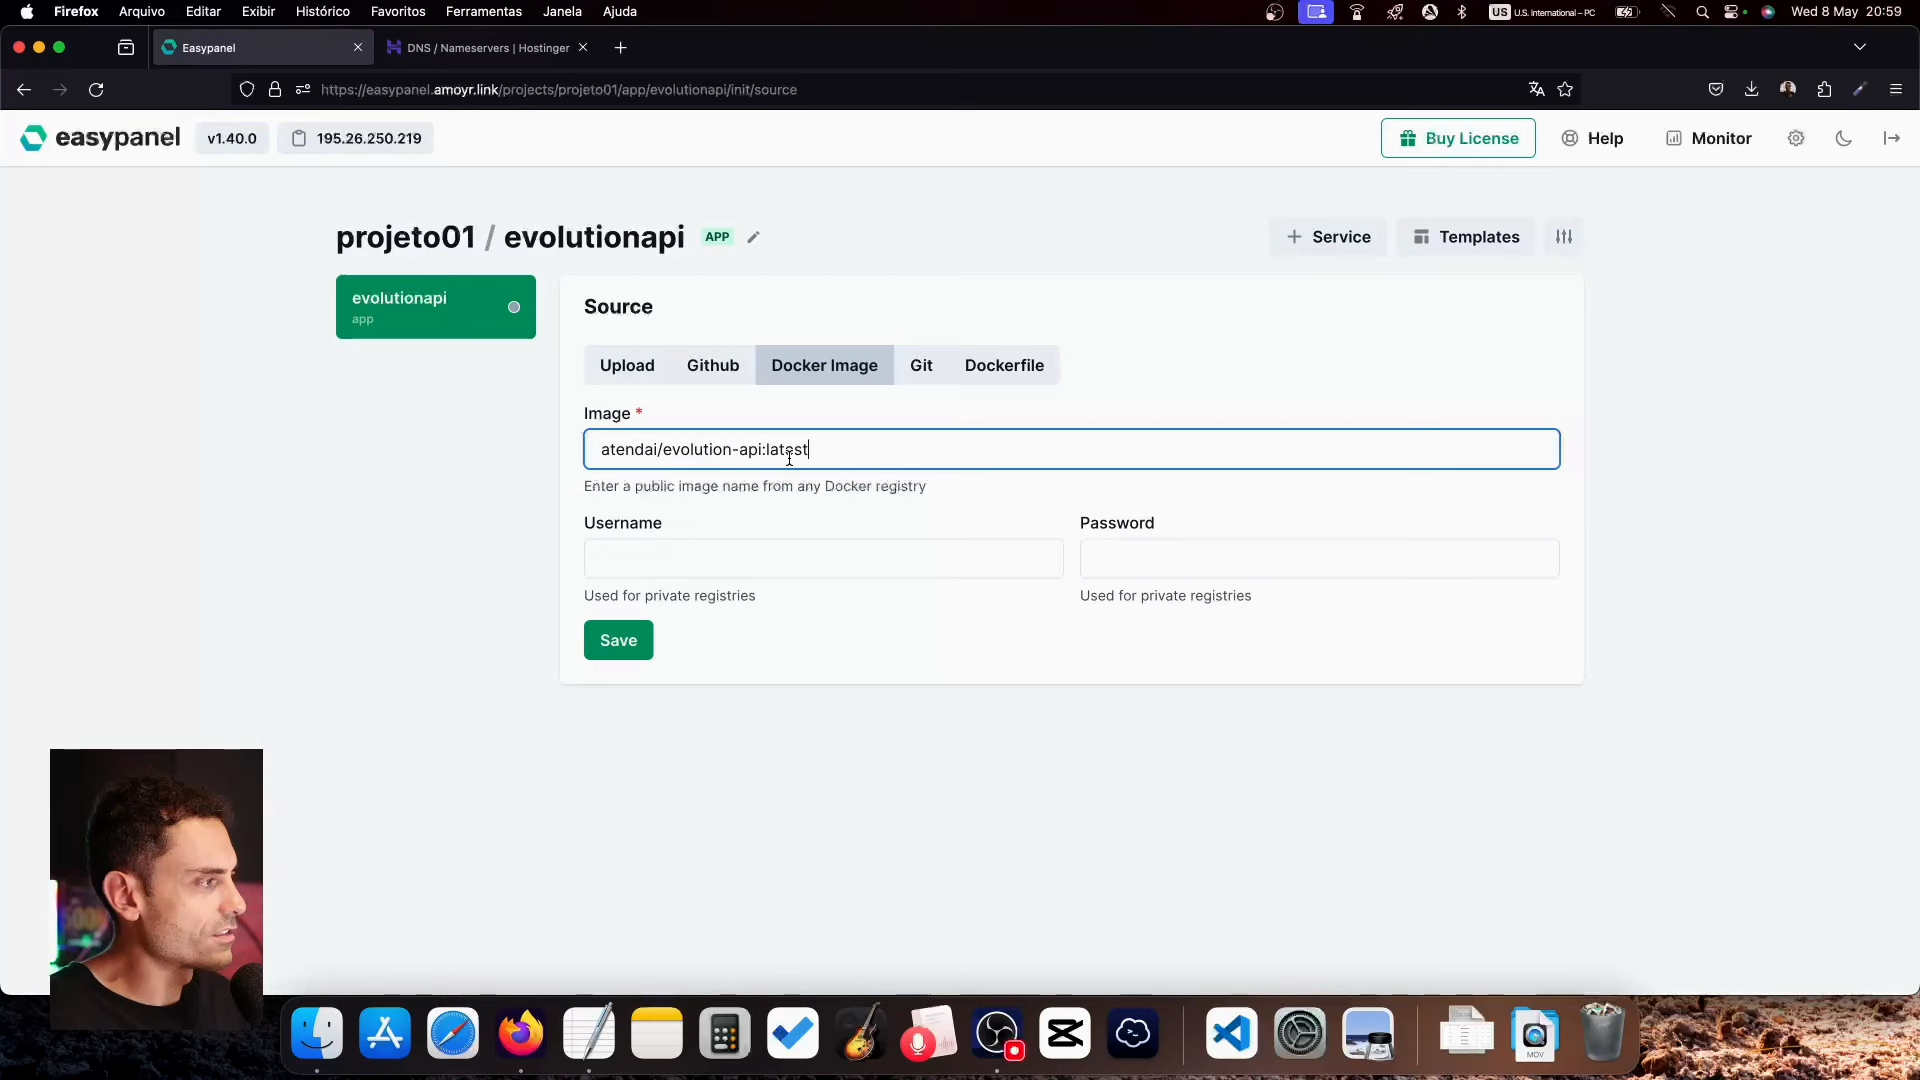 Firefox Arquivo Editar Exibir Histórico Favoritos Ferramentas Janela Ajuda
US U.S. International – PC Wed 8 May 20:59
Easypanel DNS / Nameservers | Hostinger
https://easypanel.amoyr.link/projects/projeto01/app/evolutionapi/init/source
easypanel v1.40.0 195.26.250.219 Buy License Help Monitor
projeto01 / evolutionapi APP + Service Templates
evolutionapi
app
Source
Upload Github Docker Image Git Dockerfile
Image *
atendai/evolution-api:latest
Enter a public image name from any Docker registry
Username Password
Used for private registries Used for private registries
Save
MOV